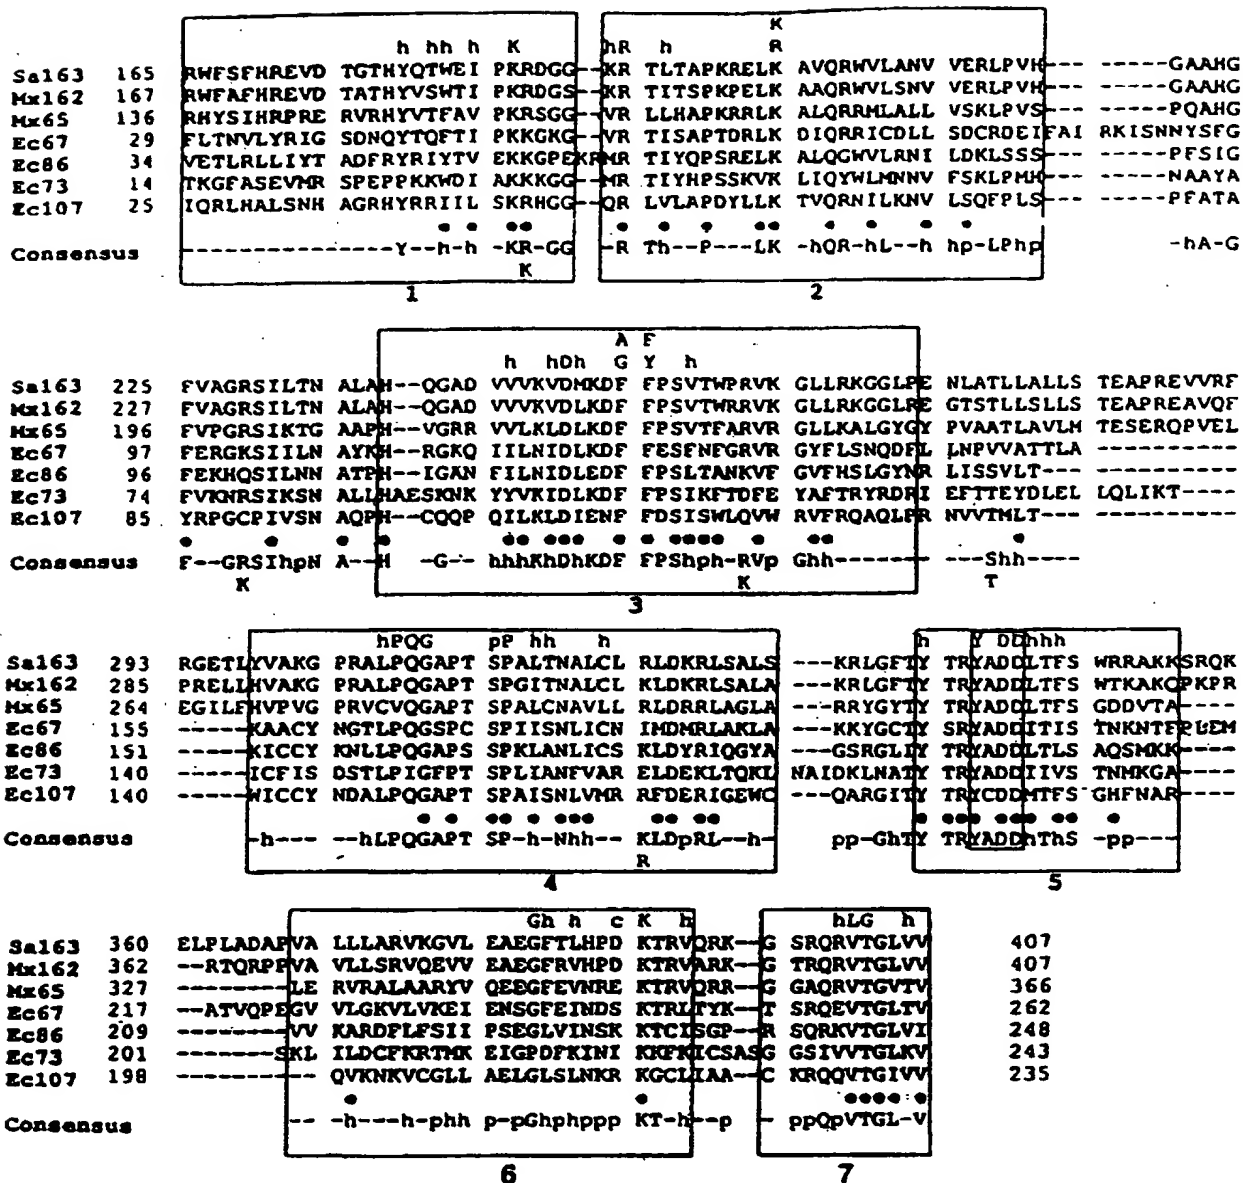 K
h hh h K hR h R
Sa163 165 RWFSFHREVD TGTHYQTWEI PKRDGG--KR TLTAPKRELK AVQRWVLANV VERLPVH--- -----GAAHG
Mx162 167 RWFAFHREVD TATHYVSWTI PKRDGS--KR TITSPKPELK AAQRWVLSNV VERLPVH--- -----GAAHG
Mx65 136 RHYSIHRPRE RVRHYVTFAV PKRSGG--VR LLHAPKRRLK ALQRRMLALL VSKLPVS--- -----PQAHG
Ec67 29 FLTNVLYRIG SDNQYTQFTI PKKGKG--VR TISAPTDRLK DIQRRICDLL SDCRDEIFAI RKISNNYSFG
Ec86 34 VETLRLLIYT ADFRYRIYTV EKKGPEKRMR TIYQPSRELK ALQGWVLRNI LDKLSSS--- -----PFSIG
Ec73 14 TKGFASEVMR SPEPPKKWDI AKKKGG--MR TIYHPSSKVK LIQYWLMNNV FSKLPMH--- -----NAAYA
Ec107 25 IQRLHALSNH AGRHYRRIIL SKRHGG--QR LVLAPDYLLK TVQRNILKNV LSQFPLS--- -----PFATA
Consensus --------------Y--h-h -KR-GG --R Th--P---LK -hQR-hL--h hp-LPhp -hA-G
K
1 2
A F
h hDh G Y h
Sa163 225 FVAGRSILTN ALAH--QGAD VVVKVDMKDF FPSVTWPRVK GLLRKGGLPE NLATLLALLS TEAPREVVRF
Mx162 227 FVAGRSILTN ALAH--QGAD VVVKVDLKDF FPSVTWRRVK GLLRKGGLRE GTSTLLSLLS TEAPREAVQF
Mx65 196 FVPGRSIKTG AAPH--VGRR VVLKLDLKDF FPSVTFARVR GLLKALGYGY PVAATLAVLM TESERQPVEL
Ec67 97 FERGKSIILN AYKH--RGKQ IILNIDLEDF FESFNFGRVR GYFLSNQDFL LNPVVATTLA----------
Ec86 96 FEKHQSILNN ATPH--IGAN FILNIDLEDF FPSLTANKVF GVFHSLGYNR LISSVLT--- ----------
Ec73 74 FVKNRSIKSN ALLHAESKNK YYVKIDLKDF FPSIKFTDFE YAFTRYRDRI EFTTEYDLEL LQLIKT----
Ec107 85 YRPGCPIVSN AQPH--CQQP QILKLDIENF FDSISWLQVW RVFRQAQLPR NVVTMLT--- ----------
Consensus F--GRSIhpN A--H -G-- hhhKhDhKDF FPShph-RVp Ghh------- ----Shh---
K K T
3
hPQG pP hh h h Y DDhhh
Sa163 293 RGETLYVAKG PRALPQGAPT SPALTNALCL RLDKRLSALS ---KRLGFTY TRYADDLTFS WRRAKKSRQK
Mx162 285 PRELLHVAKG PRALPQGAPT SPGITNALCL KLDKRLSALA ---KRLGFTY TRYADDLTFS WTKAKQPKPR
Mx65 264 EGILFHVPVG PRVCVQGAPT SPALCNAVLL RLDRRLAGLA ---RRYGYTY TRYADDLTFS GDDVTA----
Ec67 155 -----KAACY NGTLPQGSPC SPIISNLICN IMDMRLAKLA ---KKYGCTY SRYADDITIS TNKNTFPLEM
Ec86 151 -----KICCY KNLLPQGAPS SPKLANLICS KLDYRIQGYA ---GSRGLIY TRYADDLTLS AQSMKK----
Ec73 140 -----ICFIS DSTLPIGFPT SPLIANFVAR ELDEKLTQKL NAIDKLNATY TRYADDIIVS TNMKGA----
Ec107 140 -----WICCY NDALPQGAPT SPAISNLVMR RFDERIGEWC ---QARGITY TRYCDDMTFS GHFNAR----
Consensus -h--- --hLPQGAPT SP-h-Nhh-- KLDpRL--h- pp-GhTY TRYADDhThS -pp----
R
4 5
Gh h c K h hLG h
Sa163 360 ELPLADAPVA LLLARVKGVL EAEGFTLHPD KTRVQRK--G SRQRVTGLVV 407
Mx162 362 --RTQRPPVA VLLSRVQEVV EAEGFRVHPD KTRVARK--G TRQRVTGLVV 407
Mx65 327 --------LE RVRALAARYV QEEGFEVNRE KTRVQRR--G GAQRVTGVTV 366
Ec67 217 --ATVQPEGV VLGKVLVKEI ENSGFEINDS KTRLTYK--T SRQEVTGLTV 262
Ec86 209 --------VV KARDFLFSII PSEGLVINSK KTCISGP--R SQRKVTGLVI 248
Ec73 201 -------SKL ILDCFKRTMK EIGPDFKINI KKFKICSASG GSIVVTGLKV 243
Ec107 198 ---------- QVKNKVCGLL AELGLSLNKR KGCLIAA--C KRQQVTGIVV 235
Consensus -- -h---h-phh p-pGhphppp KT-h--p ppQpVTGL-V
6 7